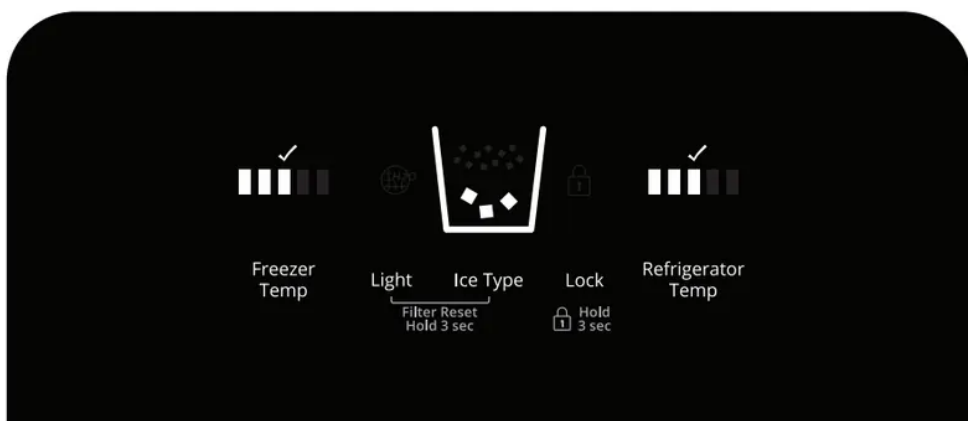 Freezer
Temp
Light
Ice Type
Lock
Refrigerator
Temp
Filter Reset
Hold 3 sec
Hold
3 sec